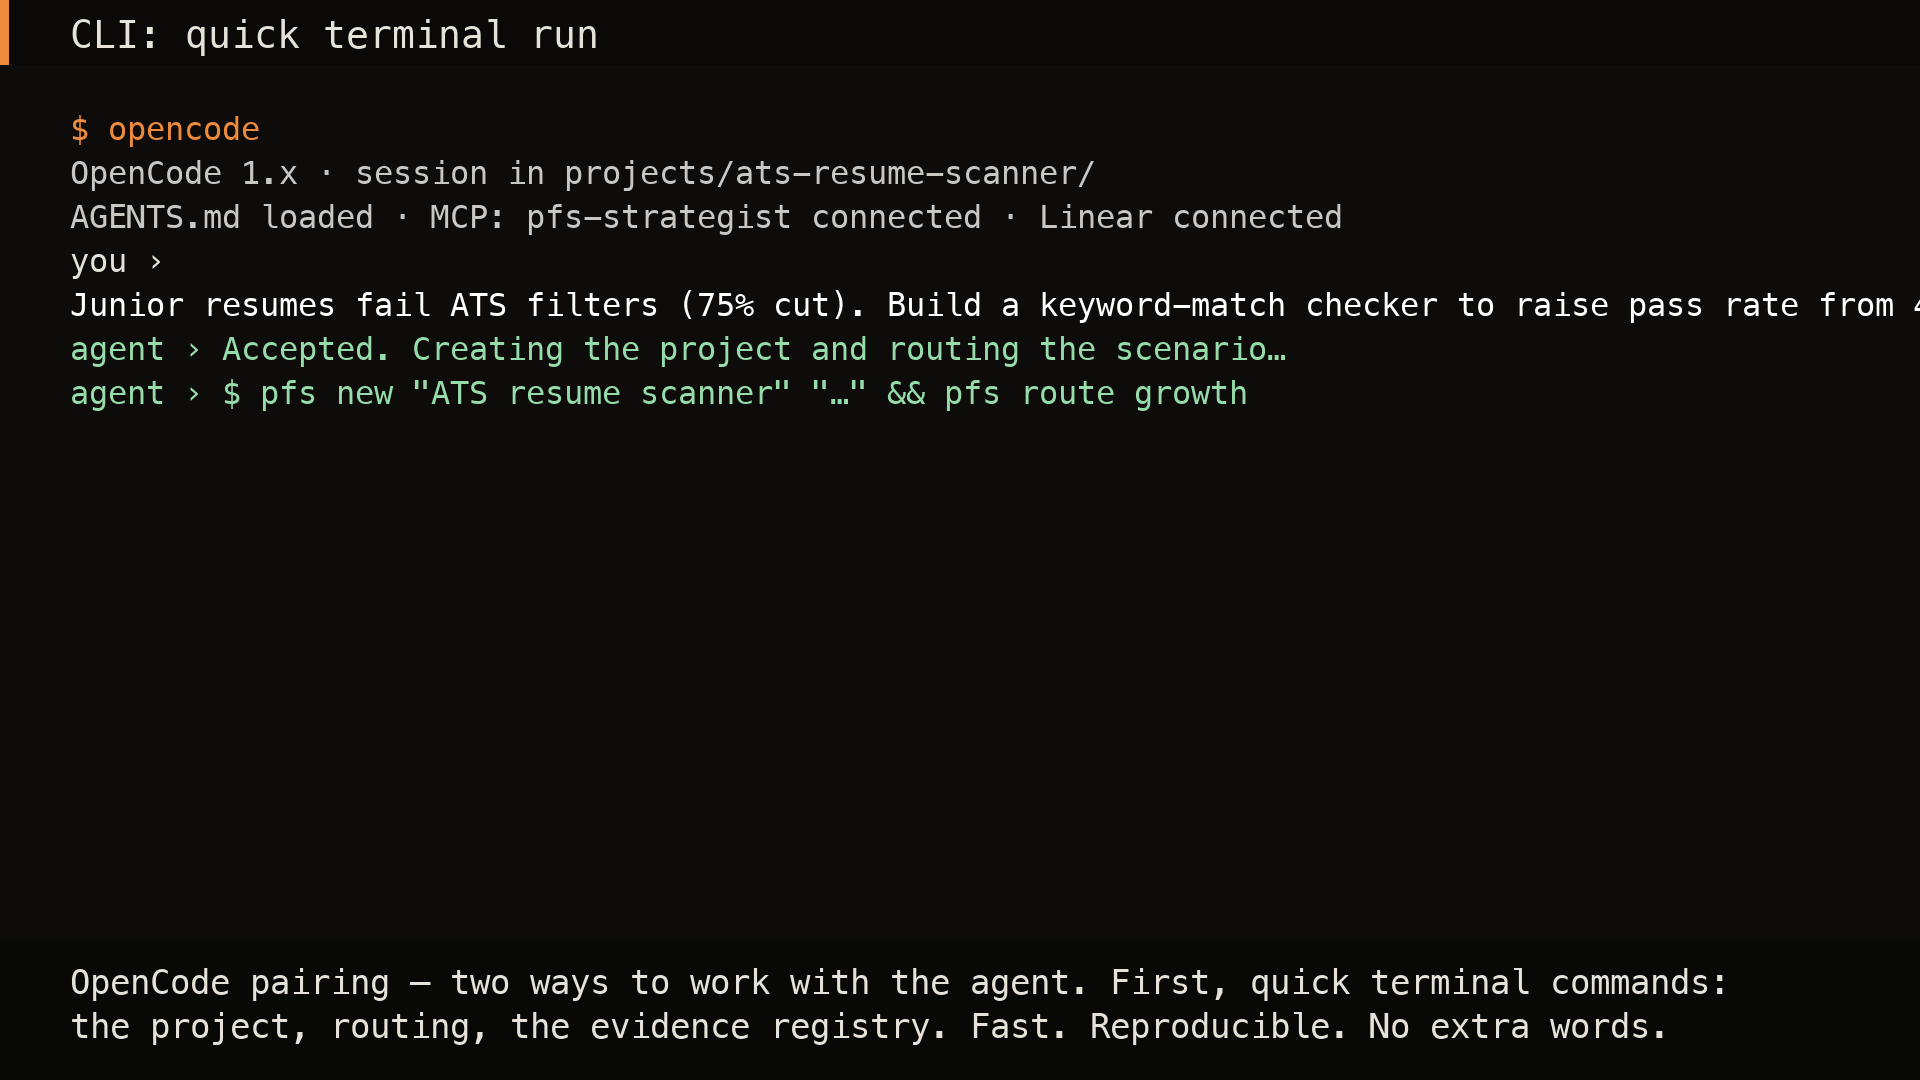 CLI: quick terminal run
$ opencode
OpenCode 1.x · session in projects/ats-resume-scanner/
AGENTS.md loaded · MCP: pfs-strategist connected · Linear connected
you ›
Junior resumes fail ATS filters (75% cut). Build a keyword-match checker to raise pass rate from
agent › Accepted. Creating the project and routing the scenario…
agent › $ pfs new "ATS resume scanner" "…" && pfs route growth
OpenCode pairing — two ways to work with the agent. First, quick terminal commands:
the project, routing, the evidence registry. Fast. Reproducible. No extra words.